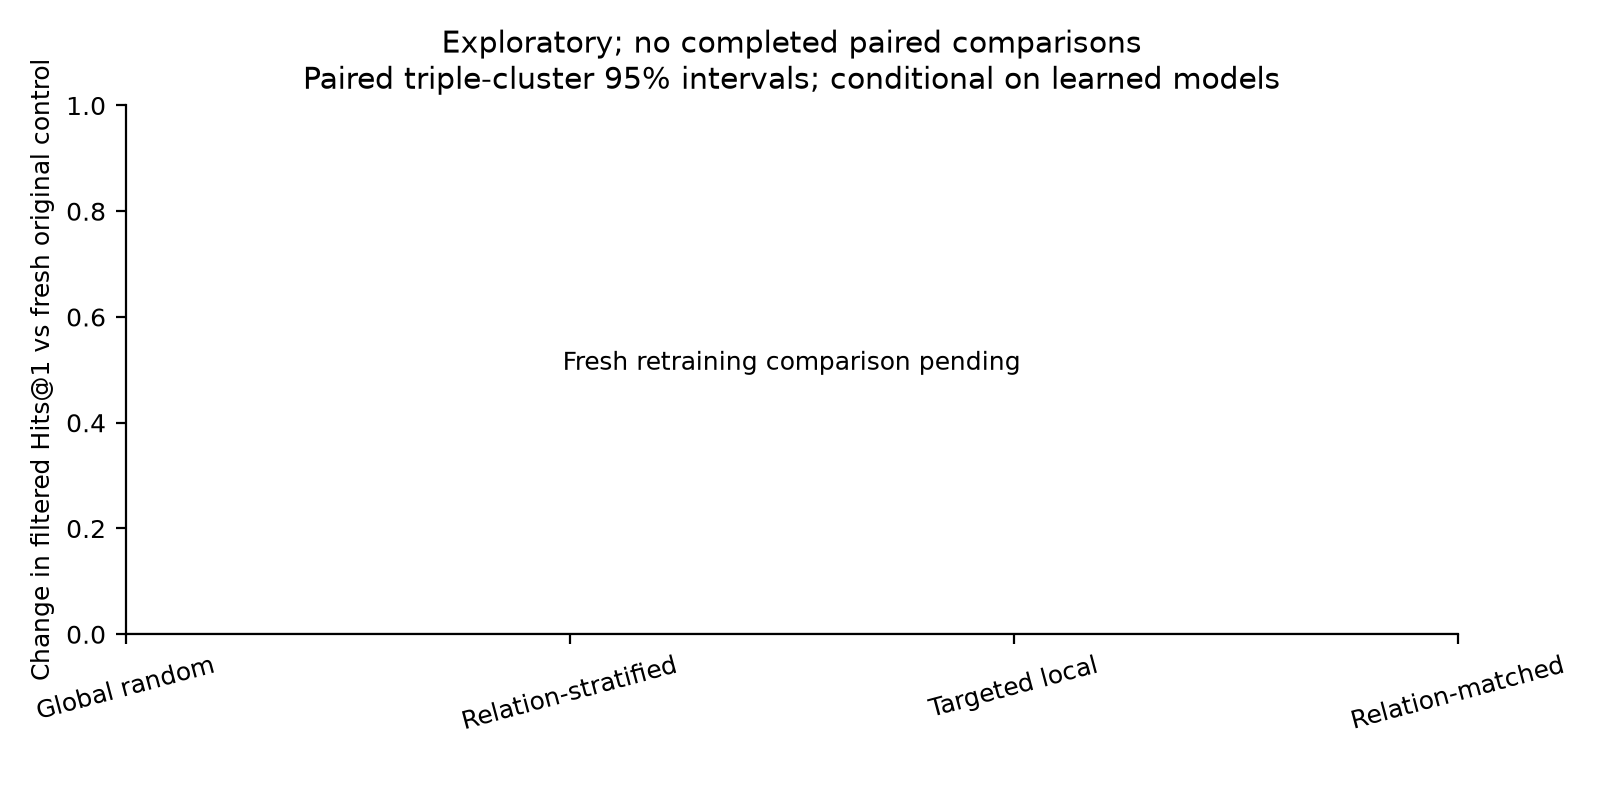 Exploratory; no completed paired comparisons
Paired triple-cluster 95% intervals; conditional on learned models
Change in filtered Hits@1 vs fresh original control
1.0
0.8
0.6
0.4
0.2
0.0
Fresh retraining comparison pending
Global random
Relation-stratified
Targeted local
Relation-matched